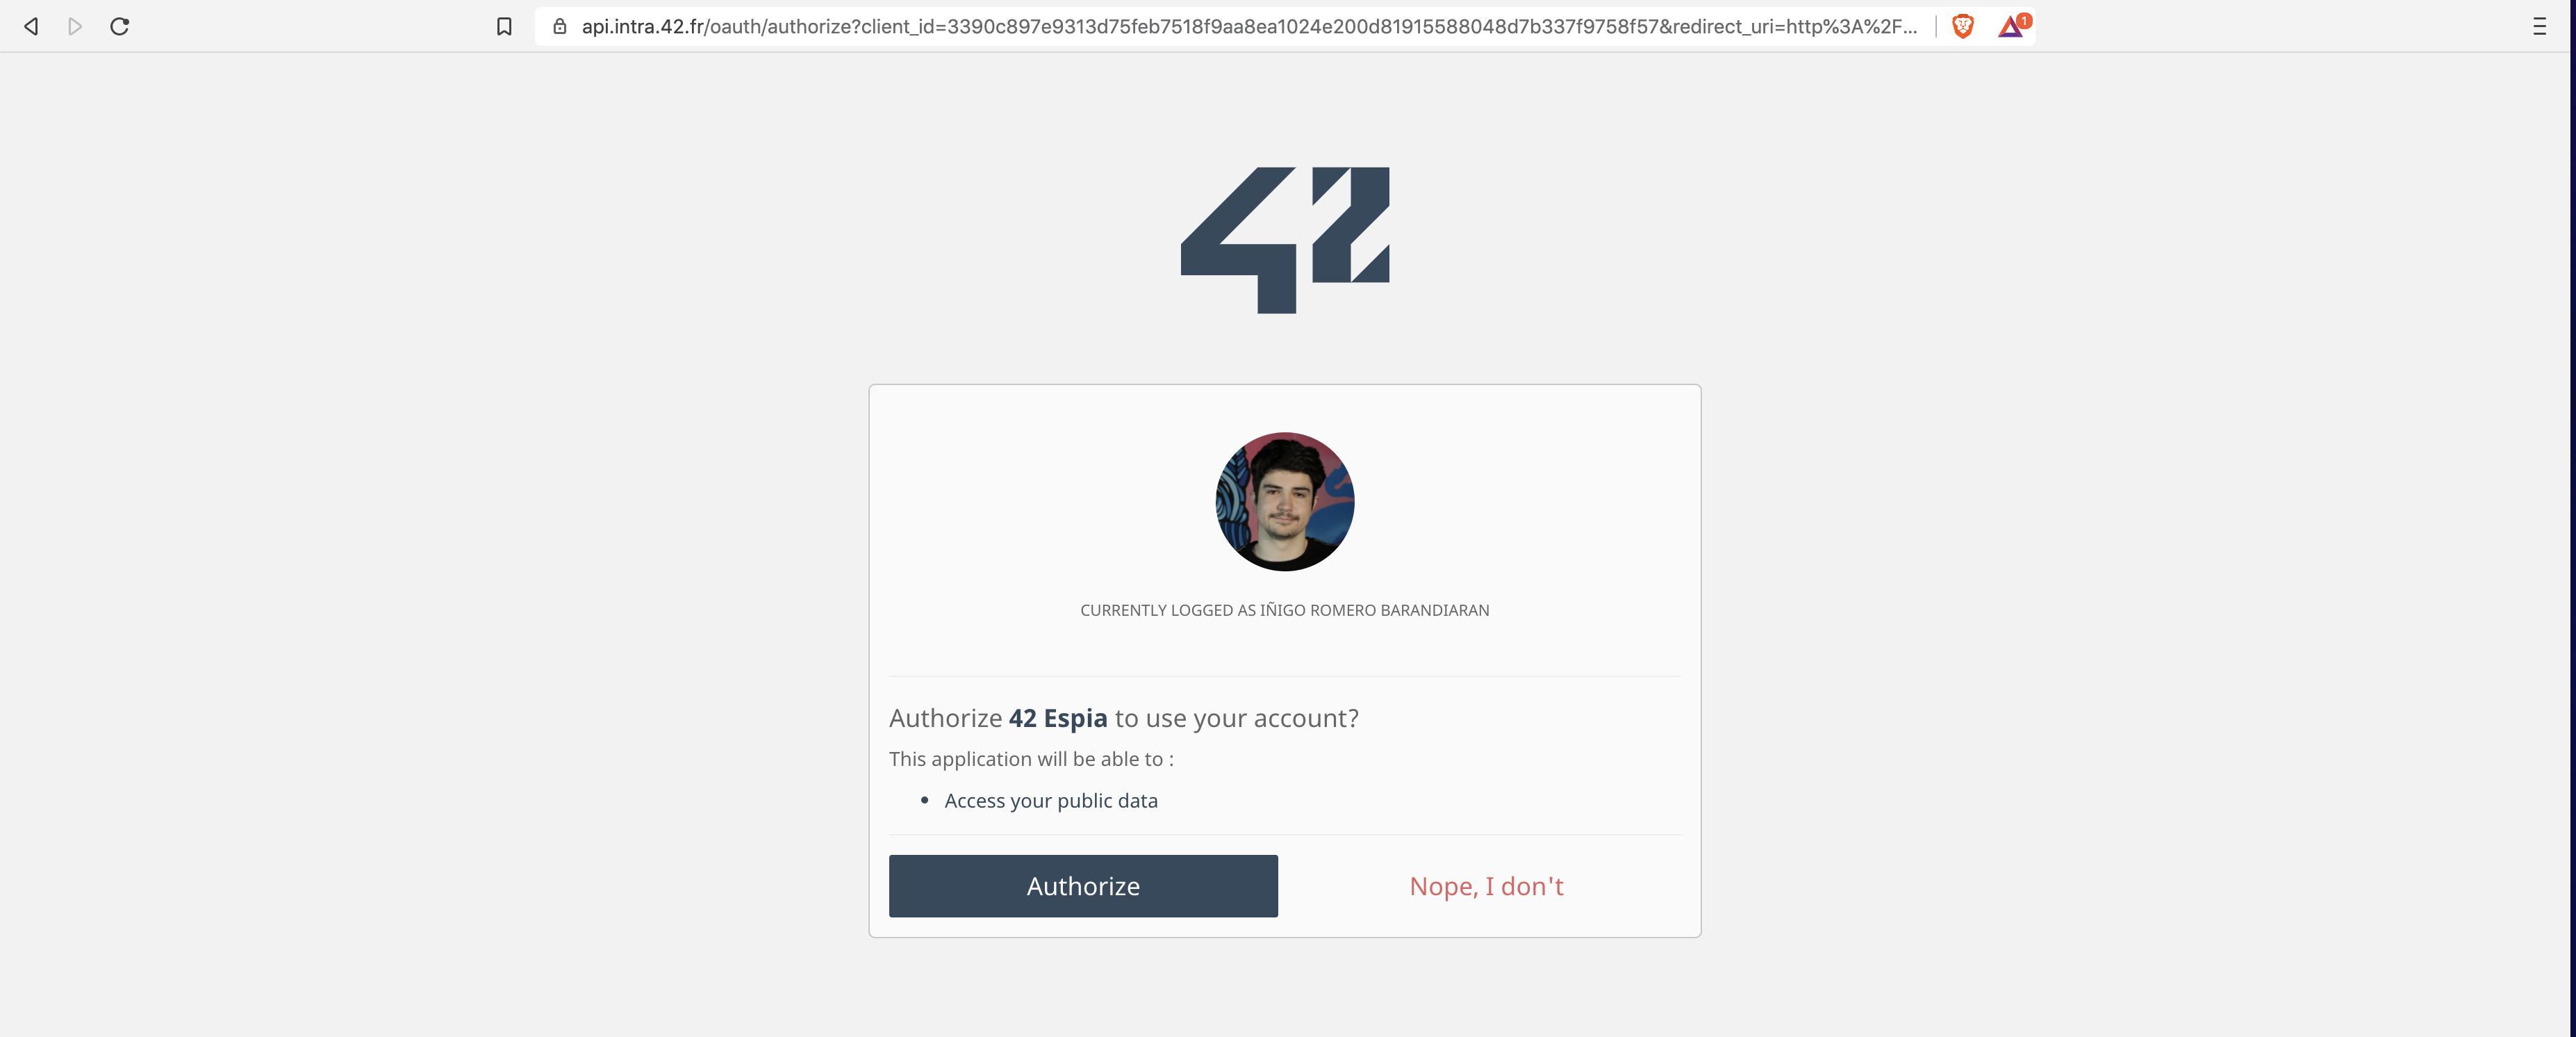 api.intra.42.fr/oauth/authorize?client_id=3390c897e9313d75feb7518f9aa8ea1024e200d81915588048d7b337f9758f57&redirect_uri=http%3A%2F...
1
42
CURRENTLY LOGGED AS IÑIGO ROMERO BARANDIARAN
Authorize 42 Espia to use your account?
This application will be able to :
• Access your public data
Authorize
Nope, I don't